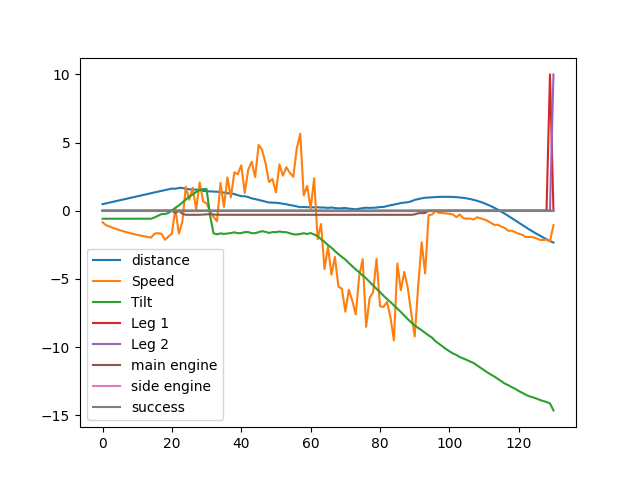 10
5
0
−5
−10
−15
distance
Speed
Tilt
Leg 1
Leg 2
main engine
side engine
success
0 20 40 60 80 100 120